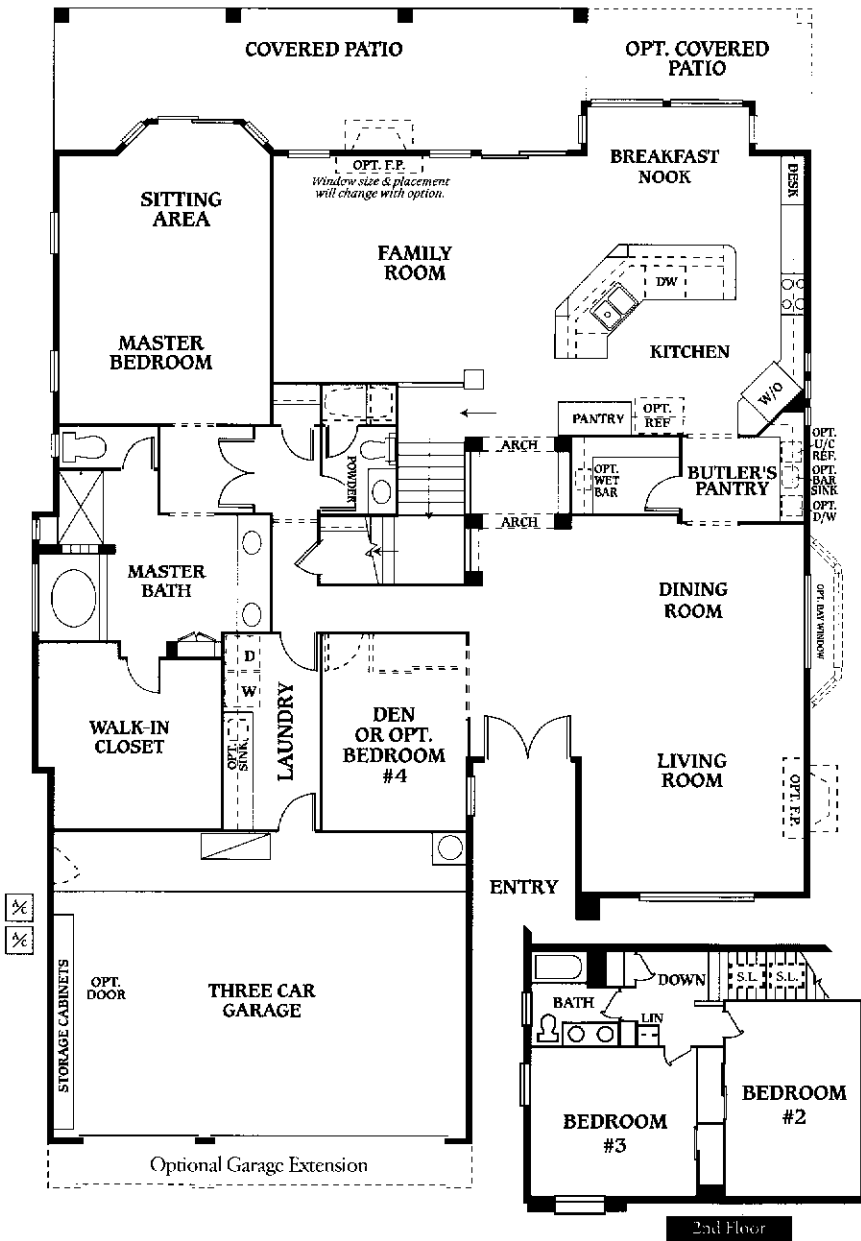 COVERED PATIO
OPT. COVERED
PATIO
OPT. F.P.
Window size & placement
will change with option.
BREAKFAST
NOOK
DESK
SITTING
AREA
FAMILY
ROOM
DW
MASTER
BEDROOM
KITCHEN
W/O
PANTRY
OPT.
REF
ARCH
OPT.
U/C
REF.
OPT.
BAR
SINK
OPT.
D/W
POWDER
OPT.
WET
BAR
BUTLER'S
PANTRY
ARCH
MASTER
BATH
DINING
ROOM
OPT. BAY WINDOW
D
W
OPT.
SINK
LAUNDRY
WALK-IN
CLOSET
DEN
OR OPT.
BEDROOM
#4
LIVING
ROOM
OPT. F.P.
ENTRY
A/C
A/C
STORAGE CABINETS
OPT.
DOOR
THREE CAR
GARAGE
Optional Garage Extension
DOWN
S.L.
S.L.
BATH
LIN
BEDROOM
#3
BEDROOM
#2
2nd Floor